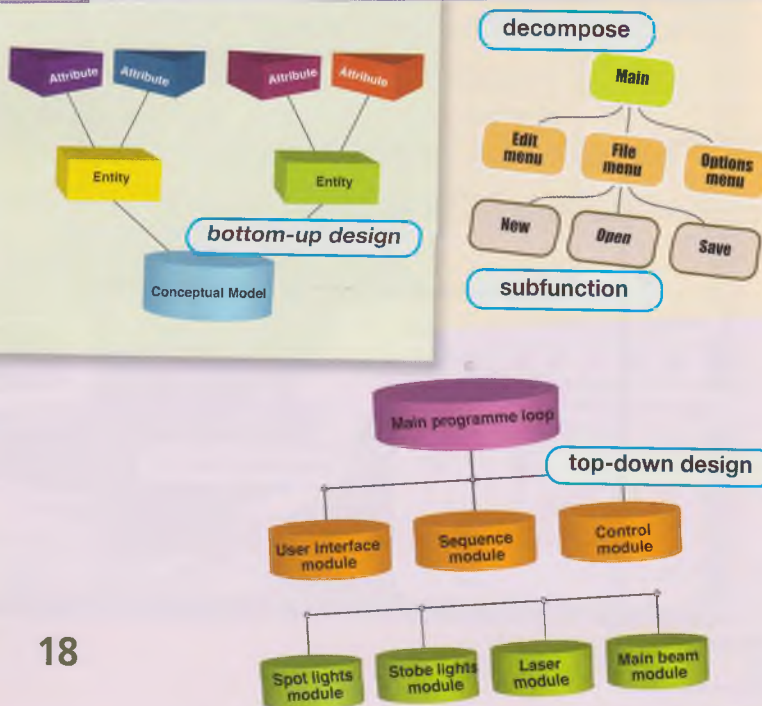 Attribute
Attribute
Attribute
Attribute
Entity
Entity
bottom-up design
Conceptual Model
decompose
Main
Edit
menu
File
menu
Options
menu
New
Open
Save
subfunction
Main programme loop
top-down design
User interface
module
Sequence
module
Control
module
Spot lights
module
Stobe lights
module
Laser
module
Main beam
module
18